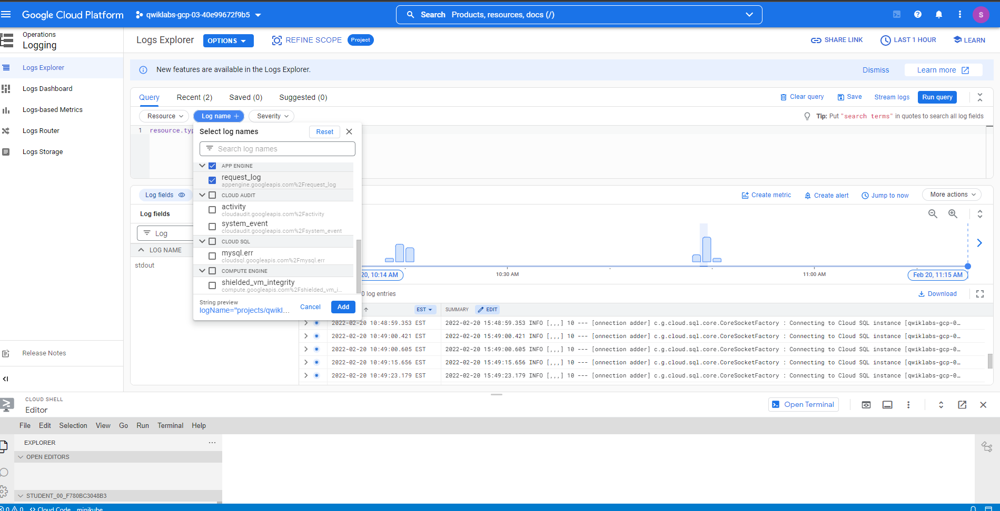 Google Cloud Platform
qwiklabs-gcp-03-40e99672f9b5
Search Products, resources, docs (/)
S
Operations
Logging
Logs Explorer
OPTIONS
REFINE SCOPE
Project
SHARE LINK
LAST 1 HOUR
LEARN
Logs Explorer
Logs Dashboard
Logs-based Metrics
Logs Router
Logs Storage
Release Notes
New features are available in the Logs Explorer.
Dismiss
Learn more
Query
Recent (2)
Saved (0)
Suggested (0)
Clear query
Save
Stream logs
Run query
Resource
Log name
Severity
Tip: Put "search terms" in quotes to search all log fields
1 resource.typ
Select log names
Reset
Search log names
APP ENGINE
request_log
appengine.googleapis.com%2Frequest_log
CLOUD AUDIT
activity
cloudaudit.googleapis.com%2Factivity
system_event
cloudaudit.googleapis.com%2Fsystem_event
CLOUD SQL
mysql.err
cloudsql.googleapis.com%2Fmysql.err
COMPUTE ENGINE
shielded_vm_integrity
compute.googleapis.com%2Fshielded_vm_i...
String preview
logName="projects/qwikl...
Cancel
Add
Log fields
Log fields
Log
LOG NAME
stdout
Create metric
Create alert
Jump to now
More actions
20, 10:14 AM
10:30 AM
11:00 AM
Feb 20, 11:15 AM
0 log entries
Download
EST
SUMMARY
EDIT
2022-02-20 10:48:59.353 EST 2022-02-20 15:48:59.353 INFO [,,,] 10 --- [onnection adder] c.g.cloud.sql.core.CoreSocketFactory : Connecting to Cloud SQL instance [qwiklabs-gcp-0...
2022-02-20 10:49:00.421 EST 2022-02-20 15:49:00.421 INFO [,,,] 10 --- [onnection adder] c.g.cloud.sql.core.CoreSocketFactory : Connecting to Cloud SQL instance [qwiklabs-gcp-0...
2022-02-20 10:49:00.605 EST 2022-02-20 15:49:00.605 INFO [,,,] 10 --- [onnection adder] c.g.cloud.sql.core.CoreSocketFactory : Connecting to Cloud SQL instance [qwiklabs-gcp-0...
2022-02-20 10:49:15.656 EST 2022-02-20 15:49:15.656 INFO [,,,] 10 --- [onnection adder] c.g.cloud.sql.core.CoreSocketFactory : Connecting to Cloud SQL instance [qwiklabs-gcp-0...
2022-02-20 10:49:23.179 EST 2022-02-20 15:49:23.179 INFO [,,,] 10 --- [onnection adder] c.g.cloud.sql.core.CoreSocketFactory : Connecting to Cloud SQL instance [qwiklabs-gcp-0...
CLOUD SHELL
Editor
Open Terminal
File Edit Selection View Go Run Terminal Help
EXPLORER
OPEN EDITORS
STUDENT_00_F780BC3048B3
0 0 Cloud Code minikube